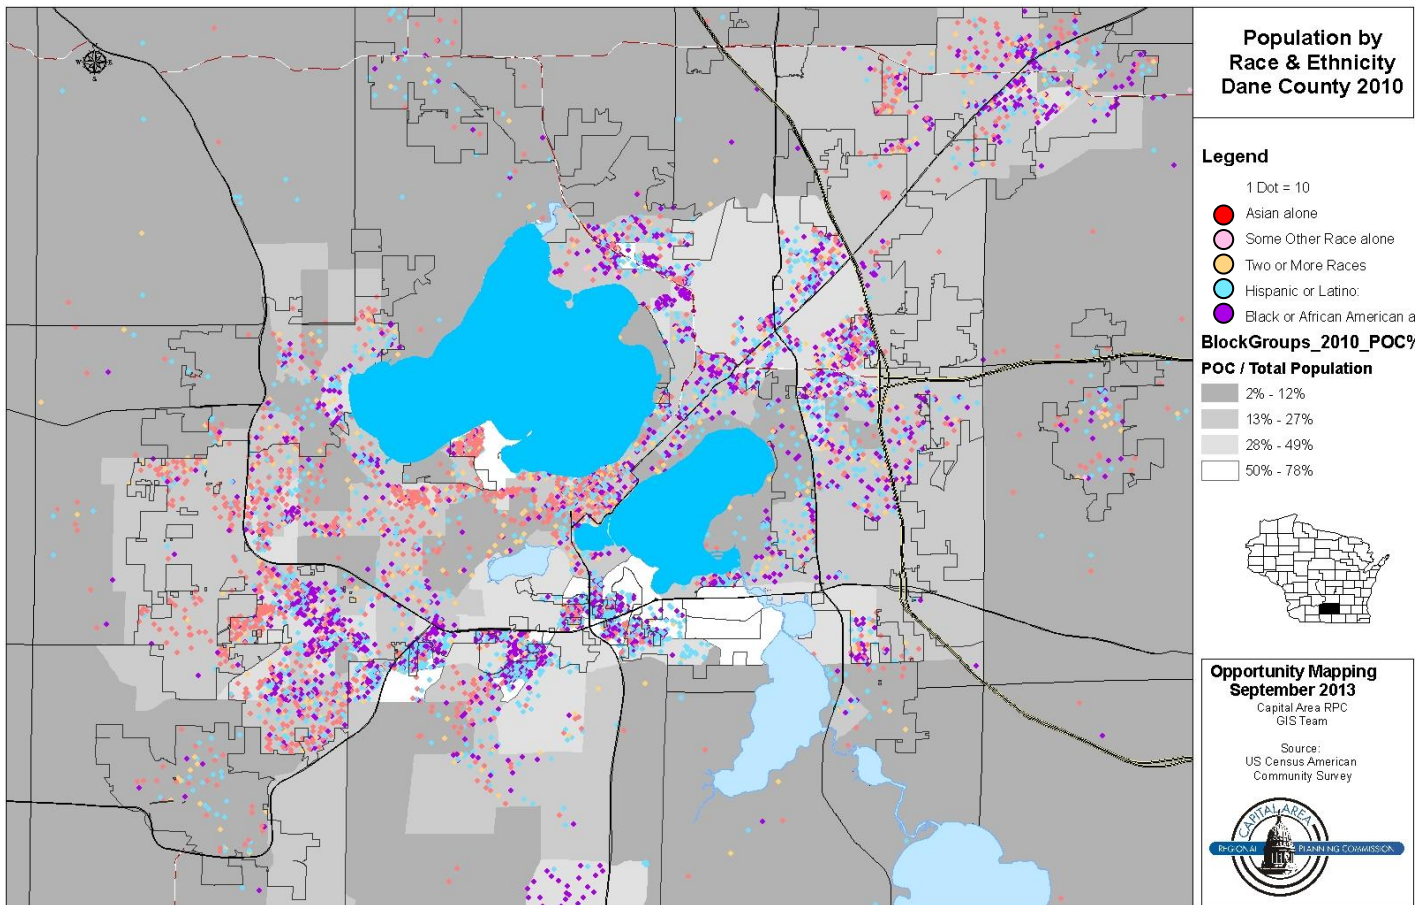 Population by
Race & Ethnicity
Dane County 2010
Legend
1 Dot = 10
Asian alone
Some Other Race alone
Two or More Races
Hispanic or Latino:
Black or African American a
BlockGroups_2010_POC%
POC / Total Population
2% - 12%
13% - 27%
28% - 49%
50% - 78%
Opportunity Mapping
September 2013
Capital Area RPC
GIS Team
Source:
US Census American
Community Survey
CAPITAL AREA
REGIONAL PLANNING COMMISSION
W E
S